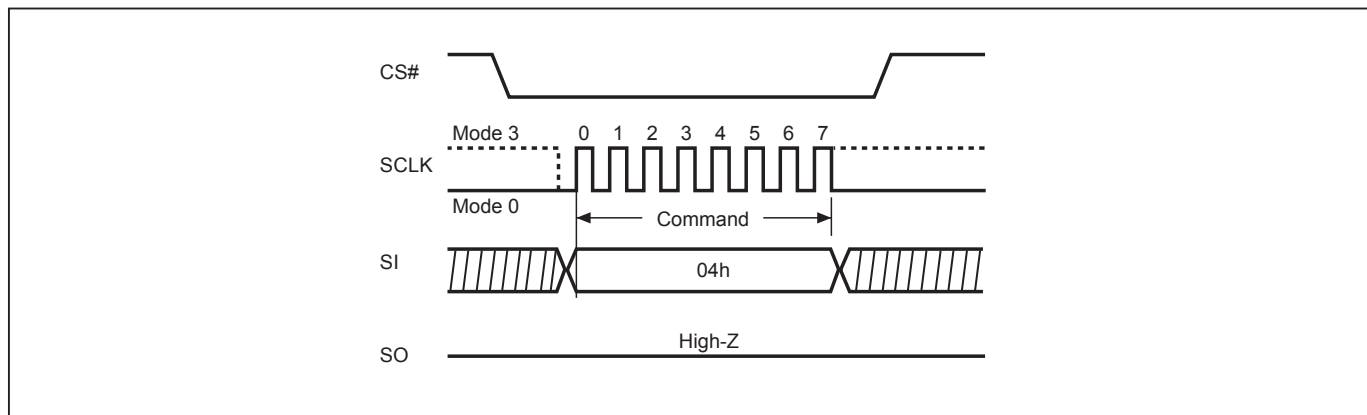 CS#
Mode 3 0 1 2 3 4 5 6 7
SCLK
Mode 0
Command
SI
04h
High-Z
SO